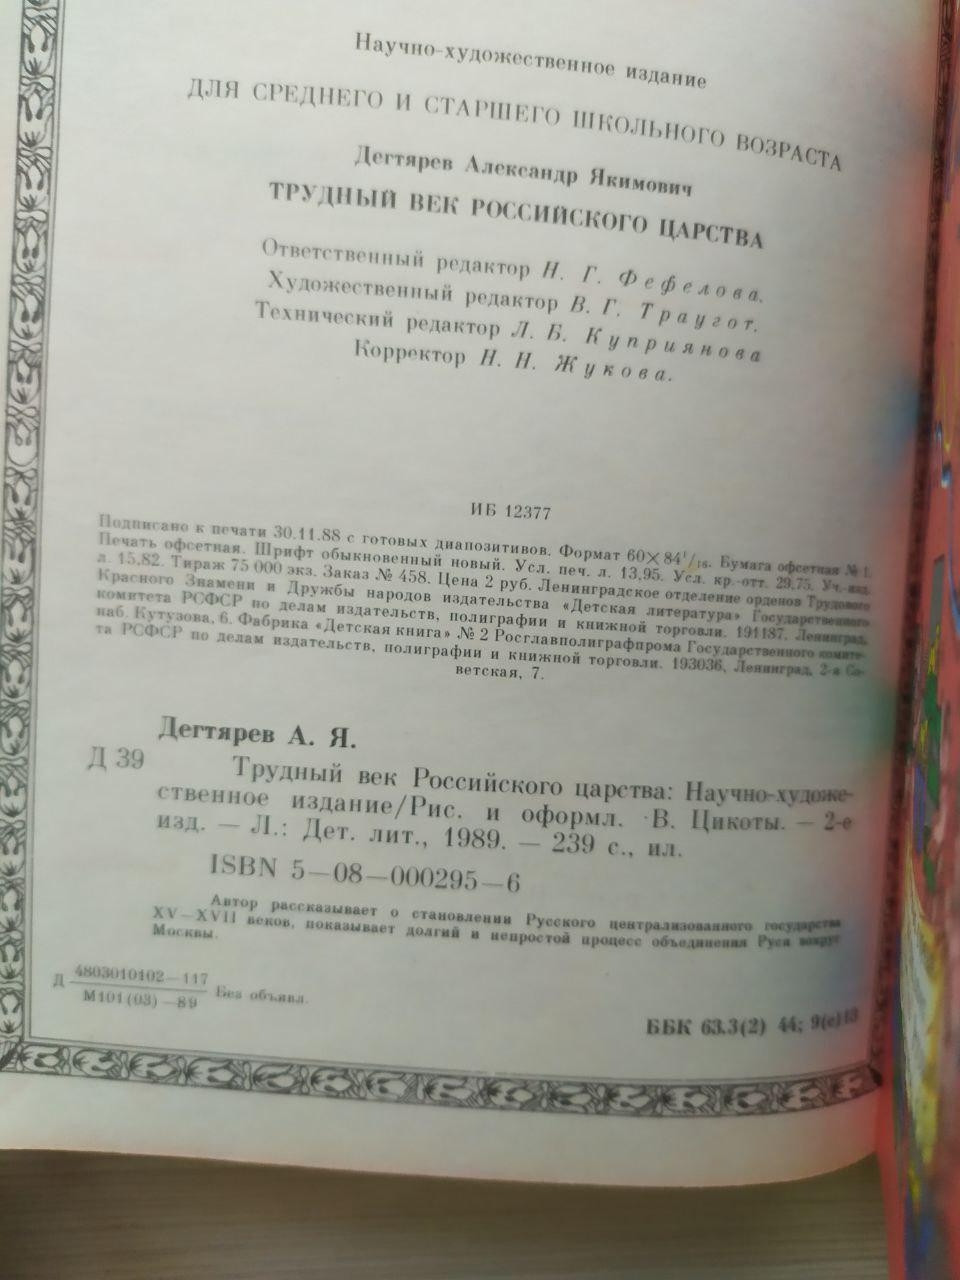 Научно-художественное издание
ДЛЯ СРЕДНЕГО И СТАРШЕГО ШКОЛЬНОГО ВОЗРАСТА
Дегтярев Александр Якимович
ТРУДНЫЙ ВЕК РОССИЙСКОГО ЦАРСТВА
Ответственный редактор Н. Г. Фефелова.
Художественный редактор В. Г. Траугот.
Технический редактор Л. Б. Куприянова
Корректор Н. Н. Жукова.
ИБ 12377
Подписано к печати 30.11.88 с готовых диапозитивов. Формат 60×84¹/₁₆. Бумага офсетная № 1.
Печать офсетная. Шрифт обыкновенный новый. Усл. печ. л. 13,95. Усл. кр.-отт. 29,75. Уч.-изд.
л. 15,82. Тираж 75 000 экз. Заказ № 458. Цена 2 руб. Ленинградское отделение орденов Трудового
Красного Знамени и Дружбы народов издательства «Детская литература» Государственного
комитета РСФСР по делам издательств, полиграфии и книжной торговли. 191187, Ленинград,
наб. Кутузова, 6. Фабрика «Детская книга» № 2 Росглавполиграфпрома Государственного комите-
та РСФСР по делам издательств, полиграфии и книжной торговли. 193036, Ленинград, 2-я Со-
ветская, 7.
Дегтярев А. Я.
Д 39
Трудный век Российского царства: Научно-художе-
ственное издание/Рис. и оформл. В. Цикоты. — 2-е
изд. — Л.: Дет. лит., 1989. — 239 с., ил.
ISBN 5—08—000295—6
Автор рассказывает о становлении Русского централизованного государства
XV—XVII веков, показывает долгий и непростой процесс объединения Руси вокруг
Москвы.
Д 4803010102—117
М101(03)—89 Без объявл.
ББК 63.3(2) 44; 9(с)13